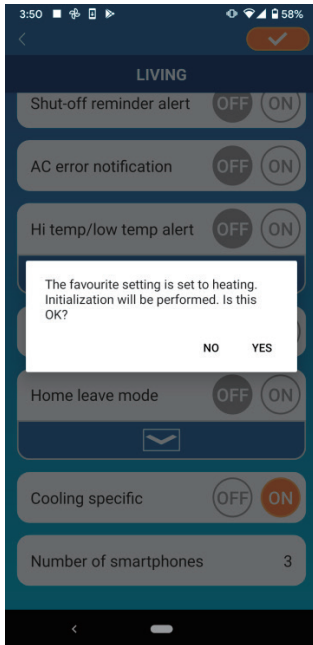 3:50 58%
LIVING
Shut-off reminder alert OFF ON
AC error notification OFF ON
Hi temp/low temp alert OFF ON
The favourite setting is set to heating.
Initialization will be performed. Is this
OK?
NO YES
Home leave mode OFF ON
Cooling specific OFF ON
Number of smartphones 3